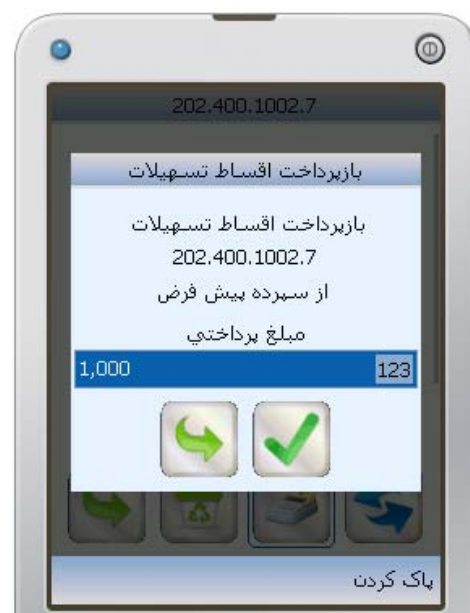 202.400.1002.7
بازپرداخت اقساط تسهیلات
بازپرداخت اقساط تسهیلات
202.400.1002.7
از سپرده پیش فرض
مبلغ پرداختي
1,000 123
پاک کردن